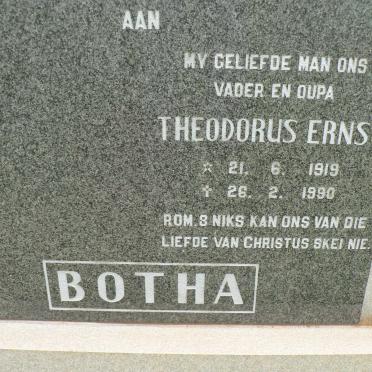 AAN
MY GELIEFDE MAN ONS
VADER EN OUPA
THEODORUS ERNS
☆ 21. 6. 1919
✝ 26. 2. 1990
ROM. 8 NIKS KAN ONS VAN DIE
LIEFDE VAN CHRISTUS SKEI NIE.
BOTHA